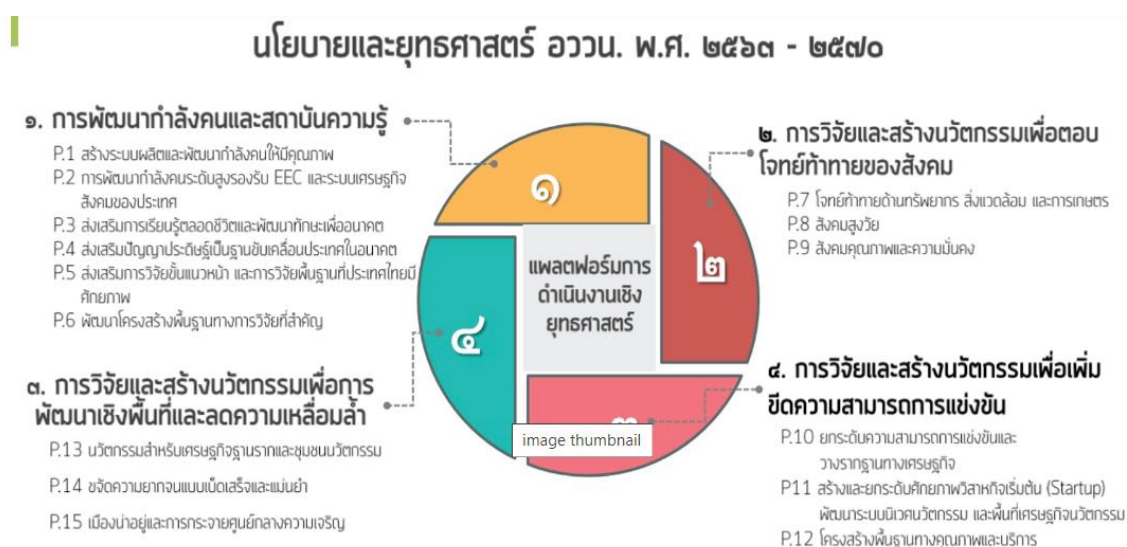 นโยบายและยุทธศาสตร์ อววน. พ.ศ. ๒๕๖๓ - ๒๕๗๐
๑. การพัฒนากำลังคนและสถาบันความรู้
P.1 สร้างระบบผลิตและพัฒนากำลังคนให้มีคุณภาพ
P.2 การพัฒนากำลังคนระดับสูงรองรับ EEC และระบบเศรษฐกิจ
สังคมของประเทศ
P.3 ส่งเสริมการเรียนรู้ตลอดชีวิตและพัฒนาทักษะเพื่ออนาคต
P.4 ส่งเสริมปัญญาประดิษฐ์เป็นฐานขับเคลื่อนประเทศในอนาคต
P.5 ส่งเสริมการวิจัยขั้นแนวหน้า และการวิจัยพื้นฐานที่ประเทศไทยมี
ศักยภาพ
P.6 พัฒนาโครงสร้างพื้นฐานทางการวิจัยที่สำคัญ
๒. การวิจัยและสร้างนวัตกรรมเพื่อตอบ
โจทย์ท้าทายของสังคม
P.7 โจทย์ท้าทายด้านทรัพยากร สิ่งแวดล้อม และการเกษตร
P.8 สังคมสูงวัย
P.9 สังคมคุณภาพและความมั่นคง
๑
๒
แพลตฟอร์มการ
ดำเนินงานเชิง
ยุทธศาสตร์
๔
image thumbnail
๓. การวิจัยและสร้างนวัตกรรมเพื่อการ
พัฒนาเชิงพื้นที่และลดความเหลื่อมล้ำ
P.13 นวัตกรรมสำหรับเศรษฐกิจฐานรากและชุมชนนวัตกรรม
P.14 ขจัดความยากจนแบบเบ็ดเสร็จและแม่นยำ
P.15 เมืองน่าอยู่และการกระจายศูนย์กลางความเจริญ
๔. การวิจัยและสร้างนวัตกรรมเพื่อเพิ่ม
ขีดความสามารถการแข่งขัน
P.10 ยกระดับความสามารถการแข่งขันและ
วางรากฐานทางเศรษฐกิจ
P11 สร้างและยกระดับศักยภาพวิสาหกิจเริ่มต้น (Startup)
พัฒนาระบบนิเวศนวัตกรรม และพื้นที่เศรษฐกิจนวัตกรรม
P.12 โครงสร้างพื้นฐานทางคุณภาพและบริการ